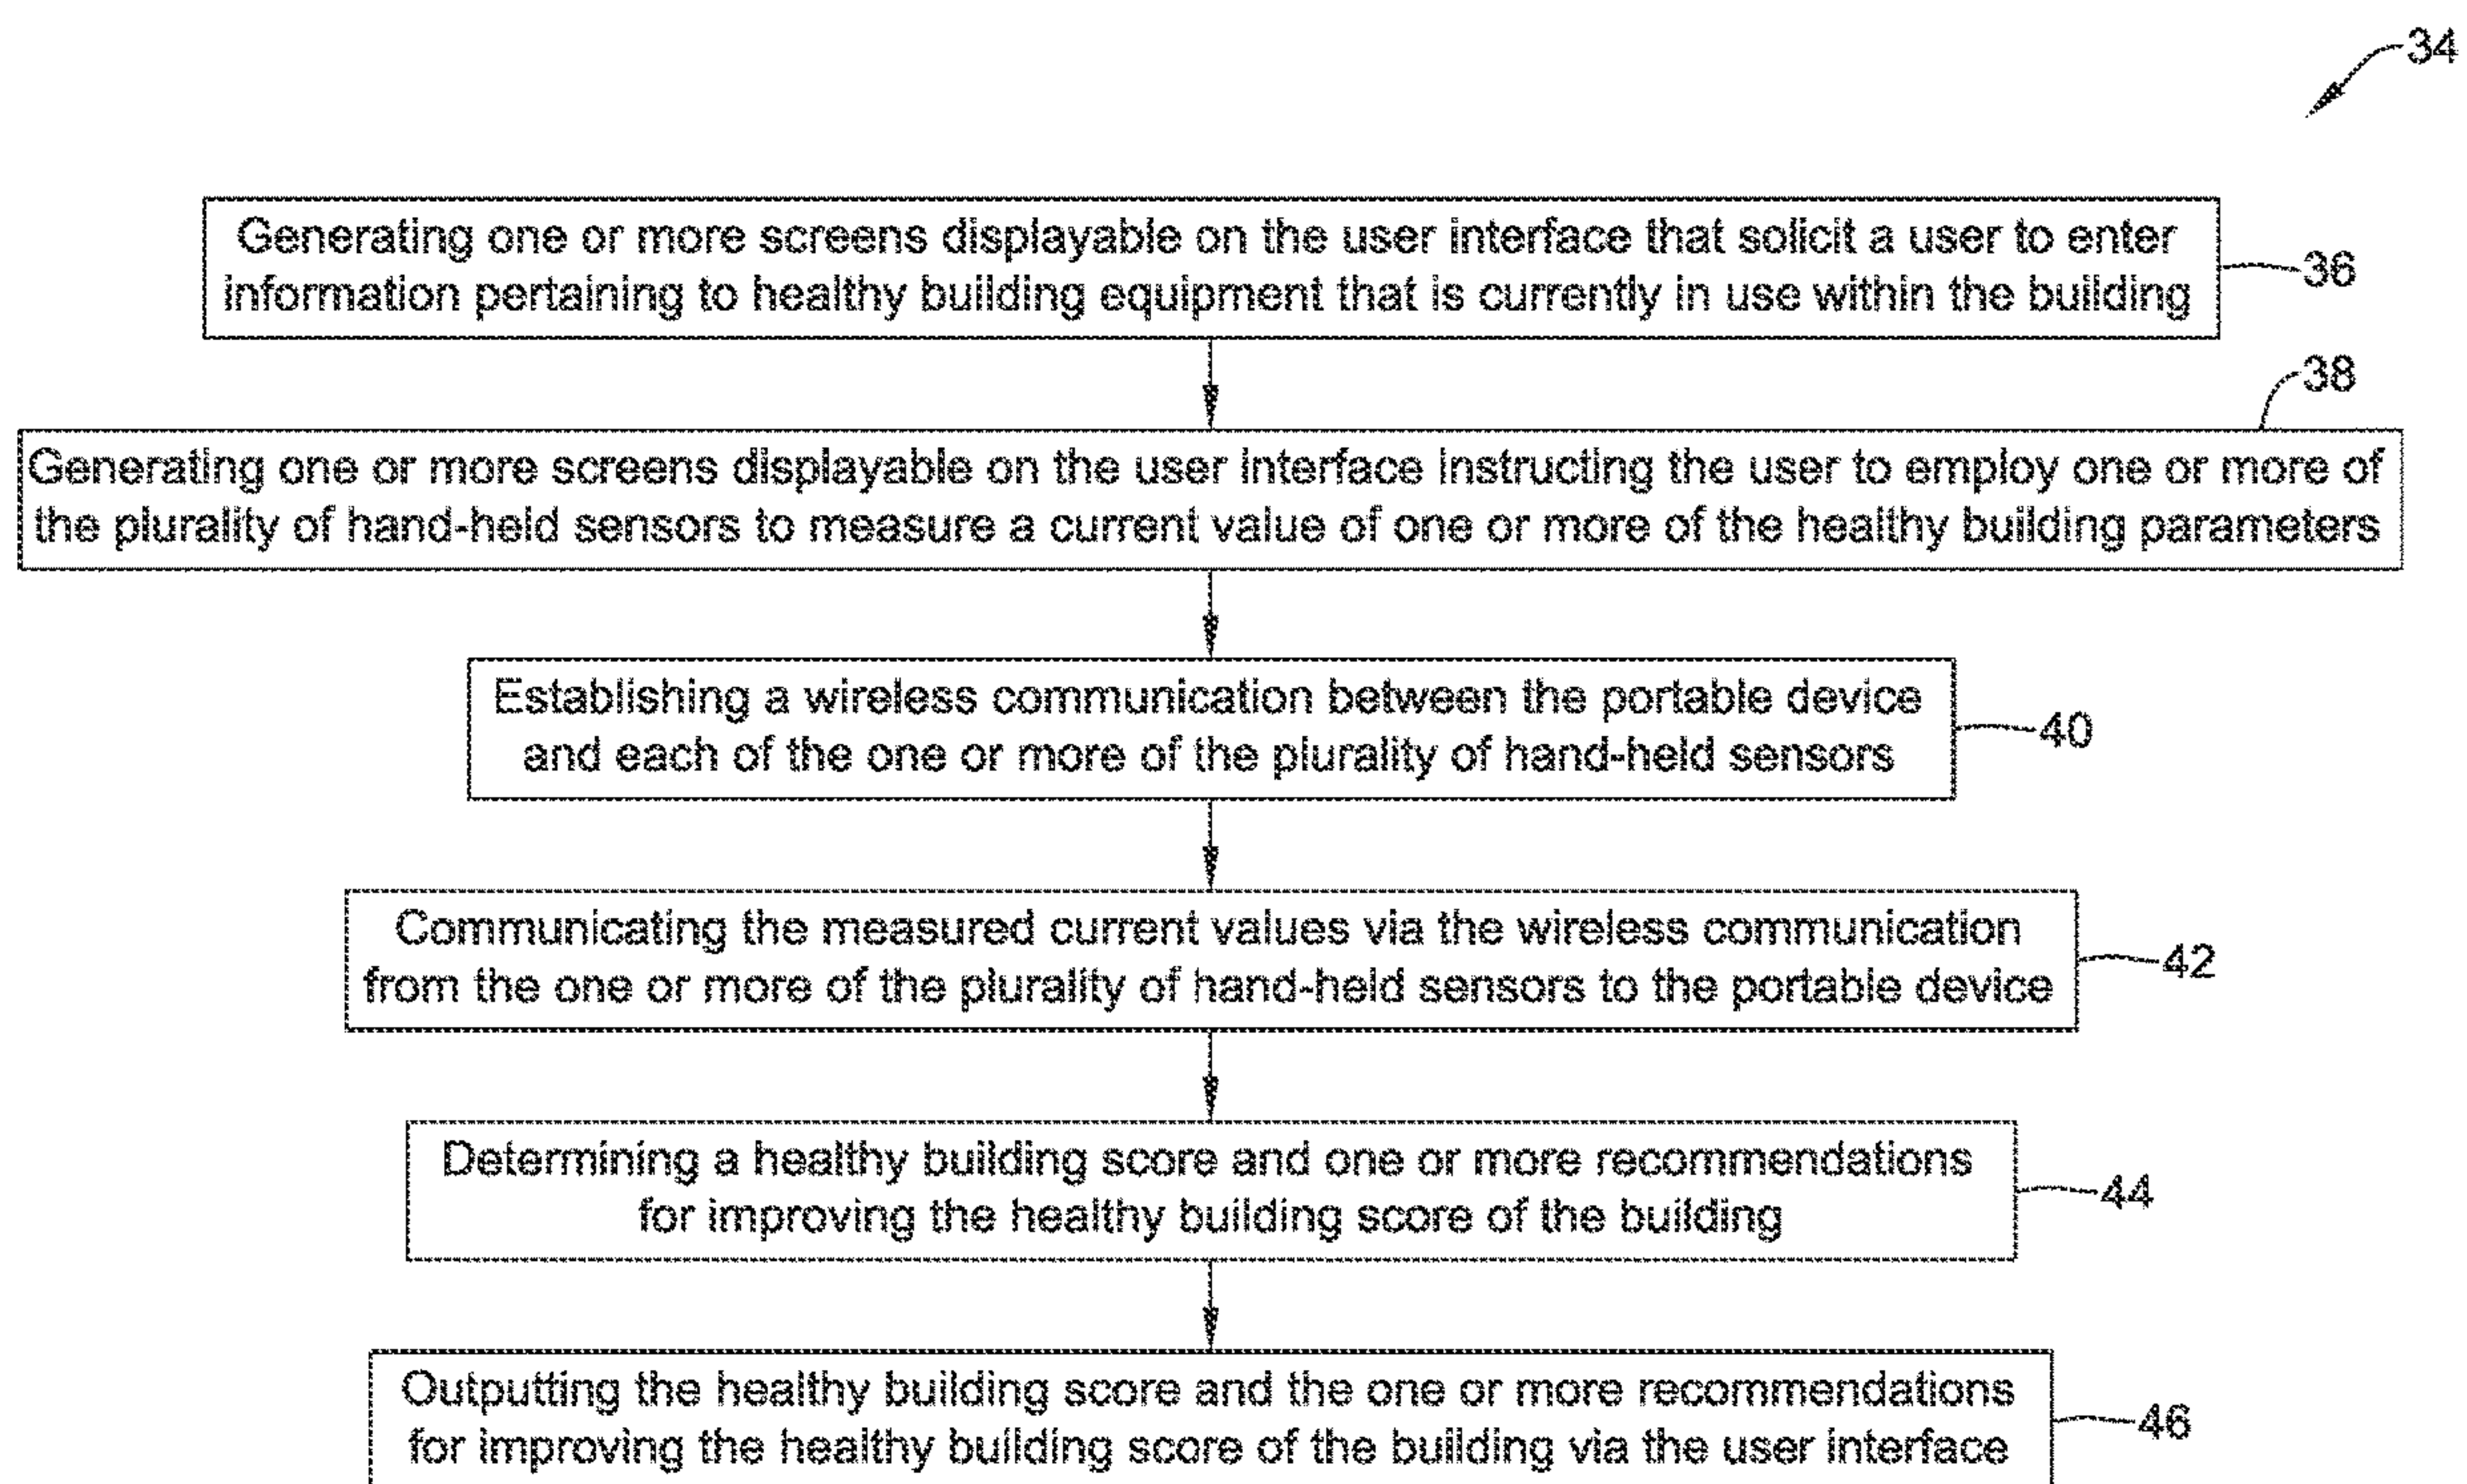 34
Generating one or more screens displayable on the user interface that solicit a user to enter
information pertaining to healthy building equipment that is currently in use within the building
36
38
Generating one or more screens displayable on the user interface instructing the user to employ one or more of
the plurality of hand-held sensors to measure a current value of one or more of the healthy building parameters
Establishing a wireless communication between the portable device
and each of the one or more of the plurality of hand-held sensors
40
Communicating the measured current values via the wireless communication
from the one or more of the plurality of hand-held sensors to the portable device
42
Determining a healthy building score and one or more recommendations
for improving the healthy building score of the building
44
Outputting the healthy building score and the one or more recommendations
for improving the healthy building score of the building via the user interface
46